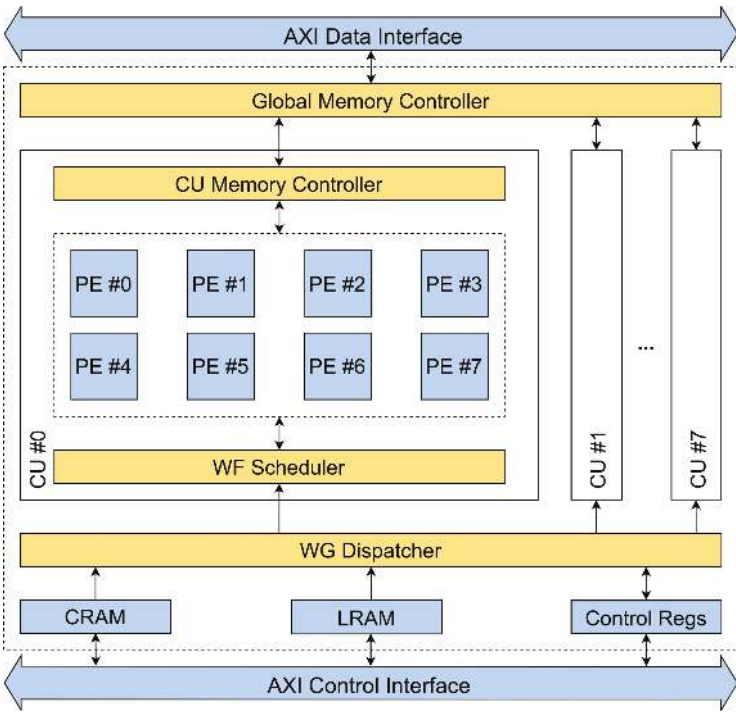 AXI Data Interface
Global Memory Controller
CU Memory Controller
PE #0 PE #1 PE #2 PE #3
PE #4 PE #5 PE #6 PE #7
WF Scheduler
CU #0
CU #1
...
CU #7
WG Dispatcher
CRAM LRAM Control Regs
AXI Control Interface